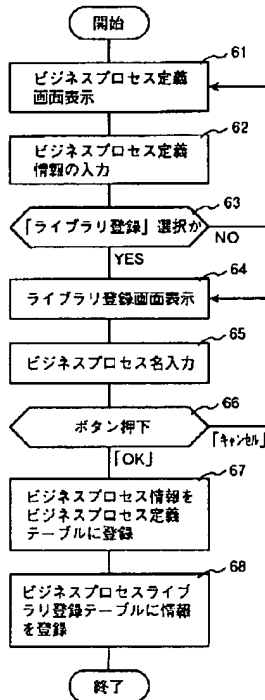 開始
61
ビジネスプロセス定義
画面表示
62
ビジネスプロセス定義
情報の入力
63
「ライブラリ登録」選択か
NO
YES
64
ライブラリ登録画面表示
65
ビジネスプロセス名入力
66
ボタン押下
「キャンセル」
「OK」
67
ビジネスプロセス情報を
ビジネスプロセス定義
テーブルに登録
68
ビジネスプロセスライブ
ラリ登録テーブルに情報
を登録
終了